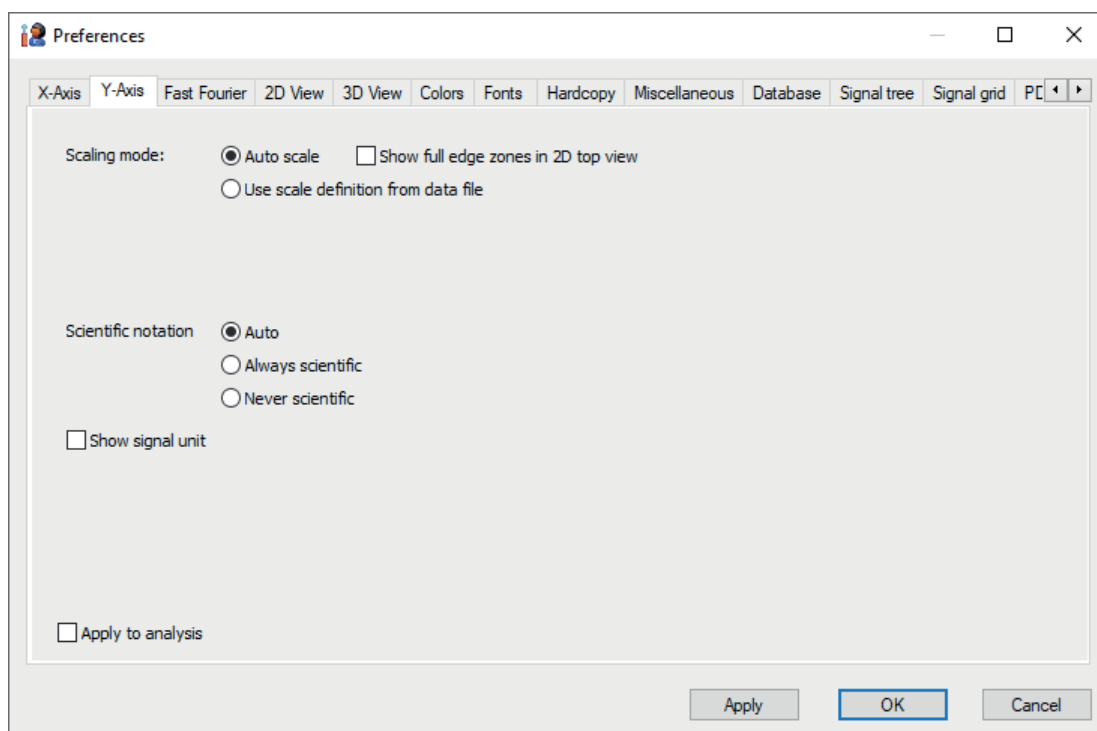 Preferences
X-Axis Y-Axis Fast Fourier 2D View 3D View Colors Fonts Hardcopy Miscellaneous Database Signal tree Signal grid
Scaling mode: Auto scale Show full edge zones in 2D top view
Use scale definition from data file
Scientific notation Auto
Always scientific
Never scientific
Show signal unit
Apply to analysis
Apply OK Cancel